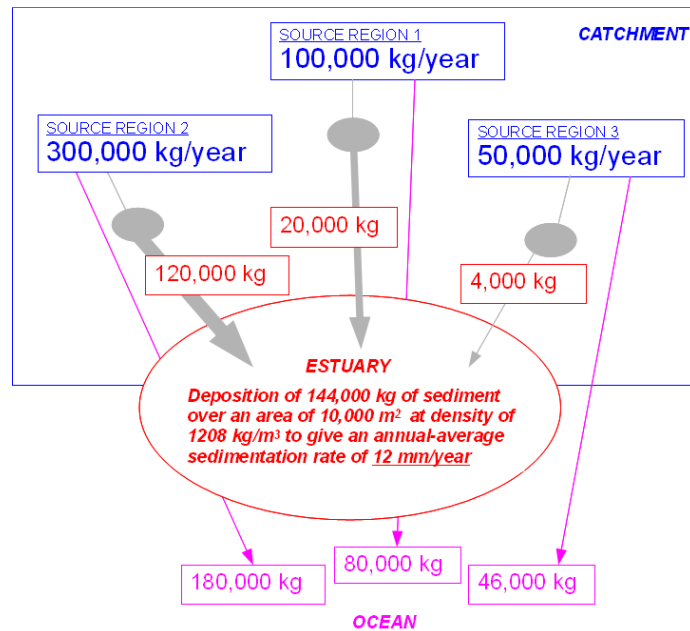 SOURCE REGION 1
100,000 kg/year
CATCHMENT
SOURCE REGION 2
300,000 kg/year
SOURCE REGION 3
50,000 kg/year
20,000 kg
120,000 kg
4,000 kg
ESTUARY
Deposition of 144,000 kg of sediment
over an area of 10,000 m² at density of
1208 kg/m³ to give an annual-average
sedimentation rate of 12 mm/year
180,000 kg
80,000 kg
46,000 kg
OCEAN